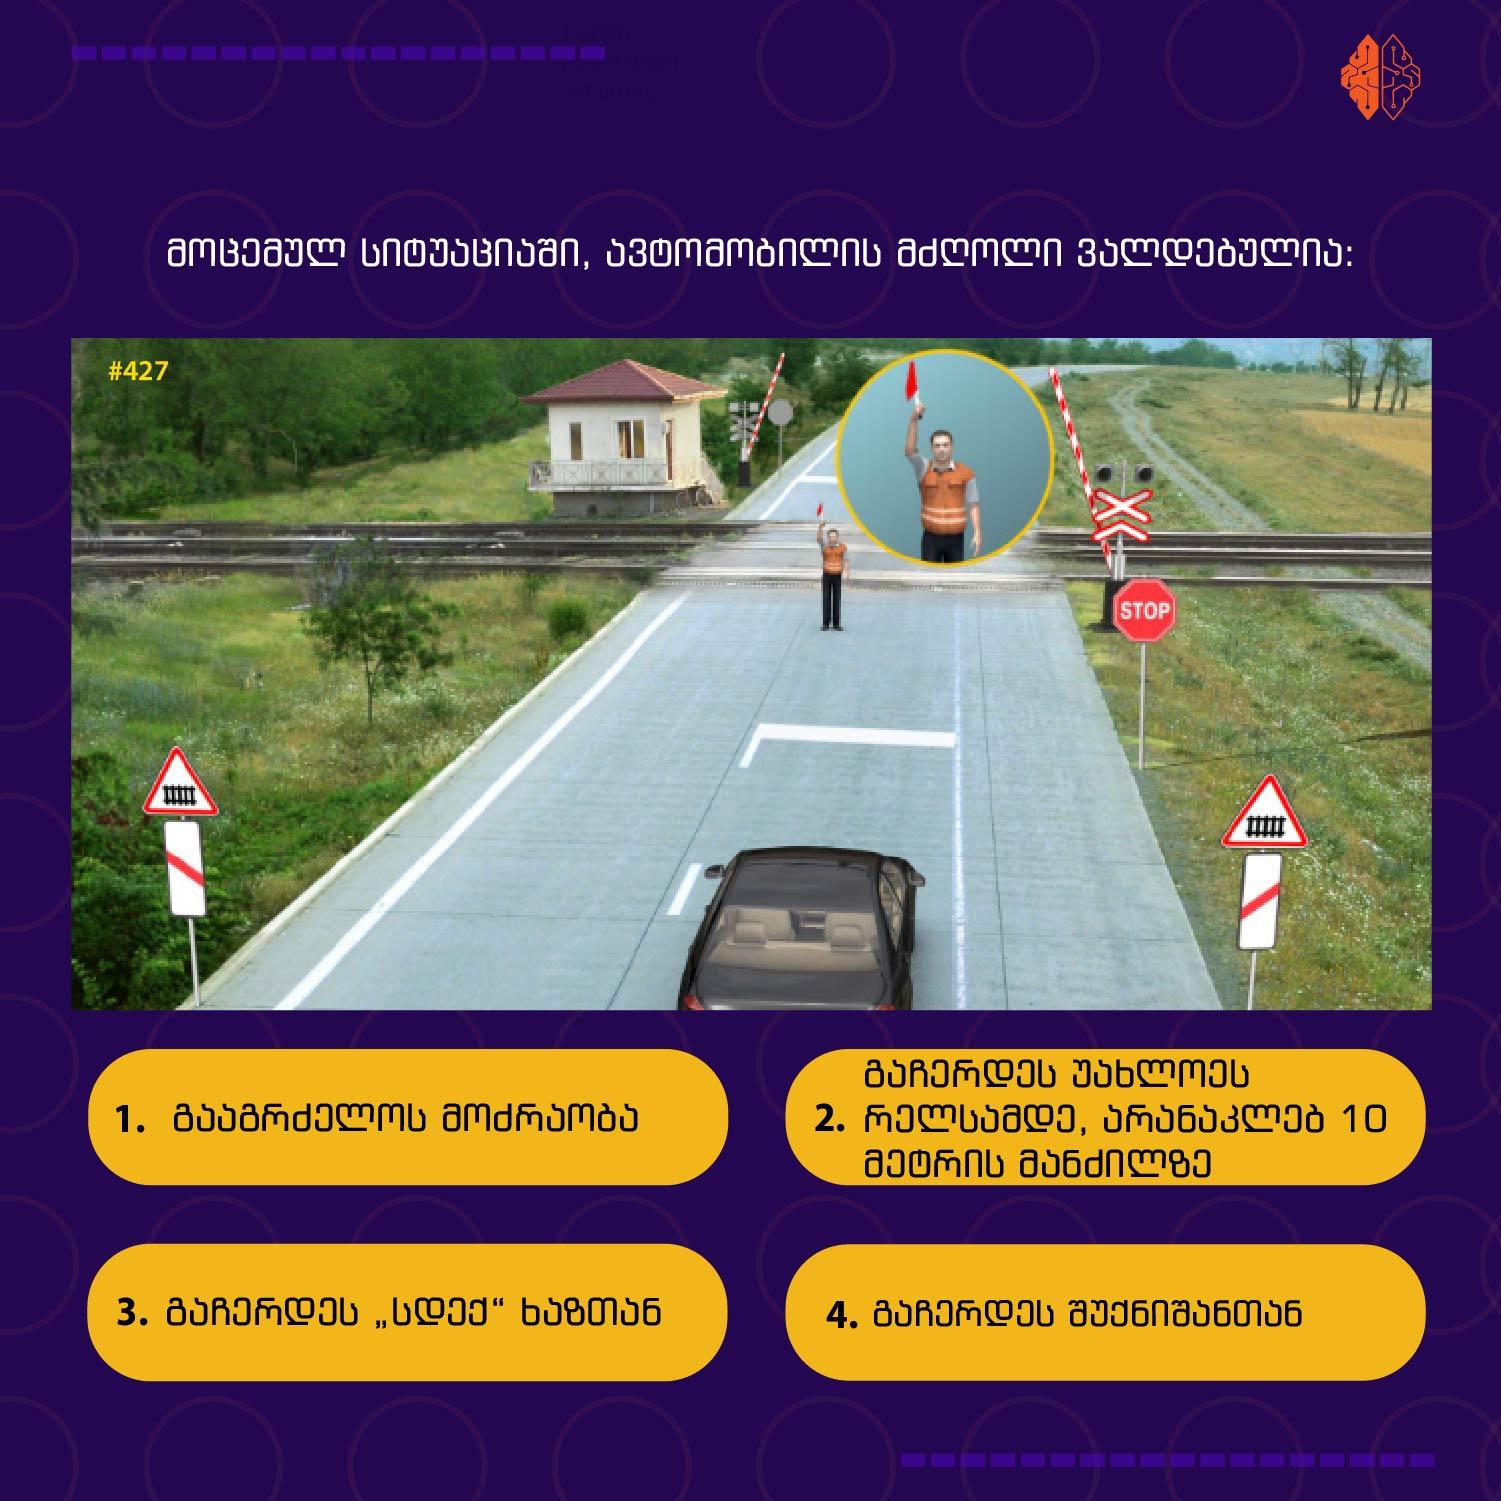 მოცემულ სიტუაციაში, ავტომობილის მძღოლი ვალდებულია:
#427
STOP
1. გააგრძელოს მოძრაობა
2. გაჩერდეს უახლოეს
რელსამდე, არანაკლებ 10
მეტრის მანძილზე
3. გაჩერდეს „სდექ“ ხაზთან
4. გაჩერდეს შუქნიშანთან